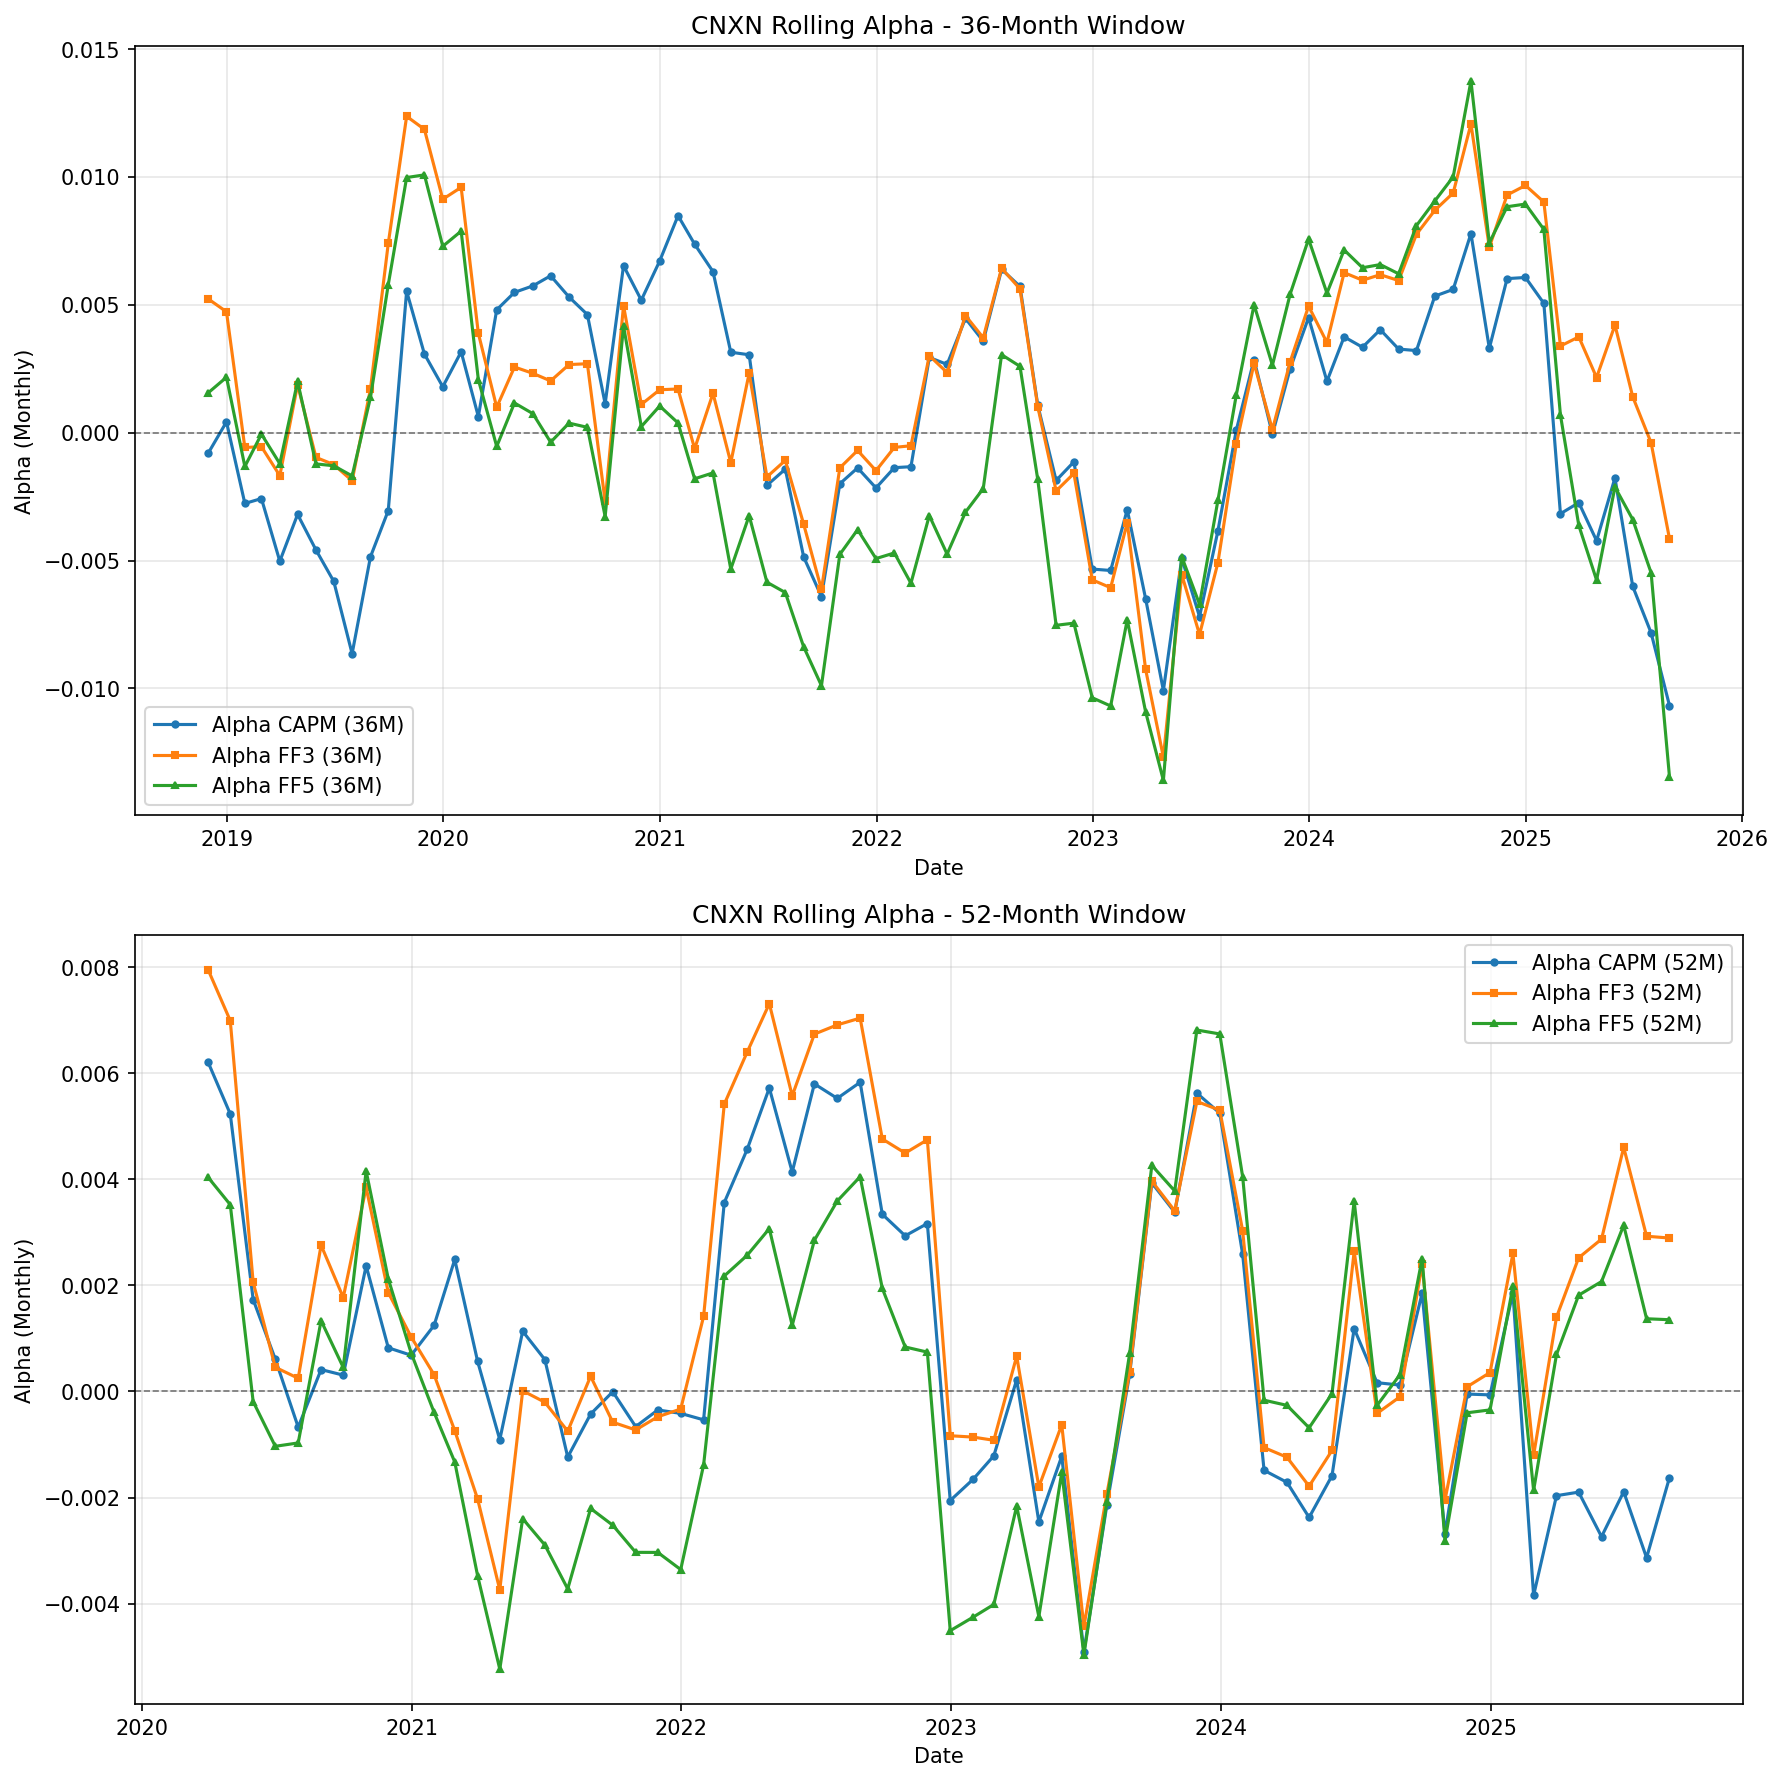 CNXN Rolling Alpha - 36-Month Window
0.015
0.010
0.005
0.000
−0.005
−0.010
Alpha (Monthly)
Alpha CAPM (36M)
Alpha FF3 (36M)
Alpha FF5 (36M)
2019 2020 2021 2022 2023 2024 2025 2026
Date
CNXN Rolling Alpha - 52-Month Window
0.008
0.006
0.004
0.002
0.000
−0.002
−0.004
Alpha (Monthly)
Alpha CAPM (52M)
Alpha FF3 (52M)
Alpha FF5 (52M)
2020 2021 2022 2023 2024 2025
Date